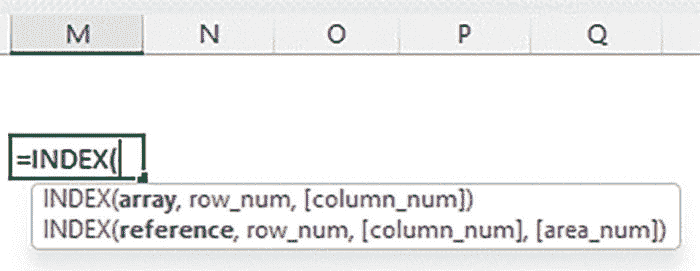 M N O P Q
=INDEX(
INDEX(array, row_num, [column_num])
INDEX(reference, row_num, [column_num], [area_num])